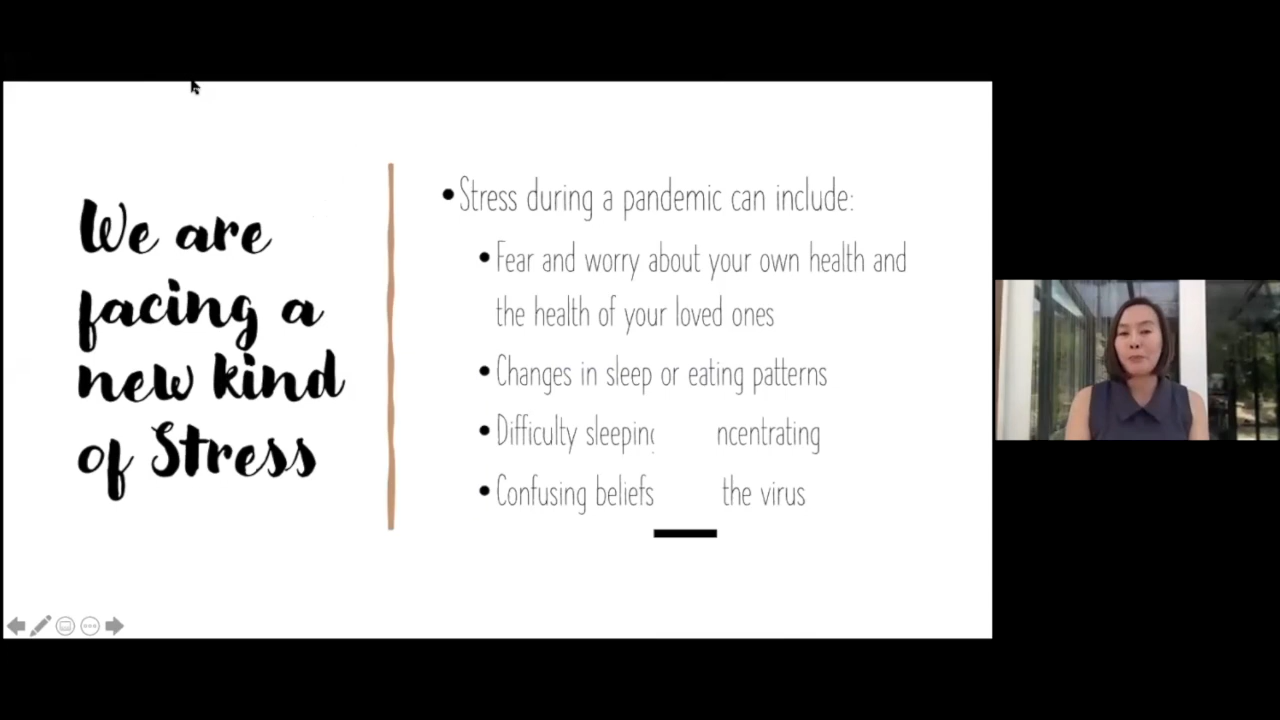 We are
facing a
new kind
of Stress
•Stress during a pandemic can include:
•Fear and worry about your own health and
the health of your loved ones
•Changes in sleep or eating patterns
•Difficulty ncentrating
•Confusing beliefs the virus